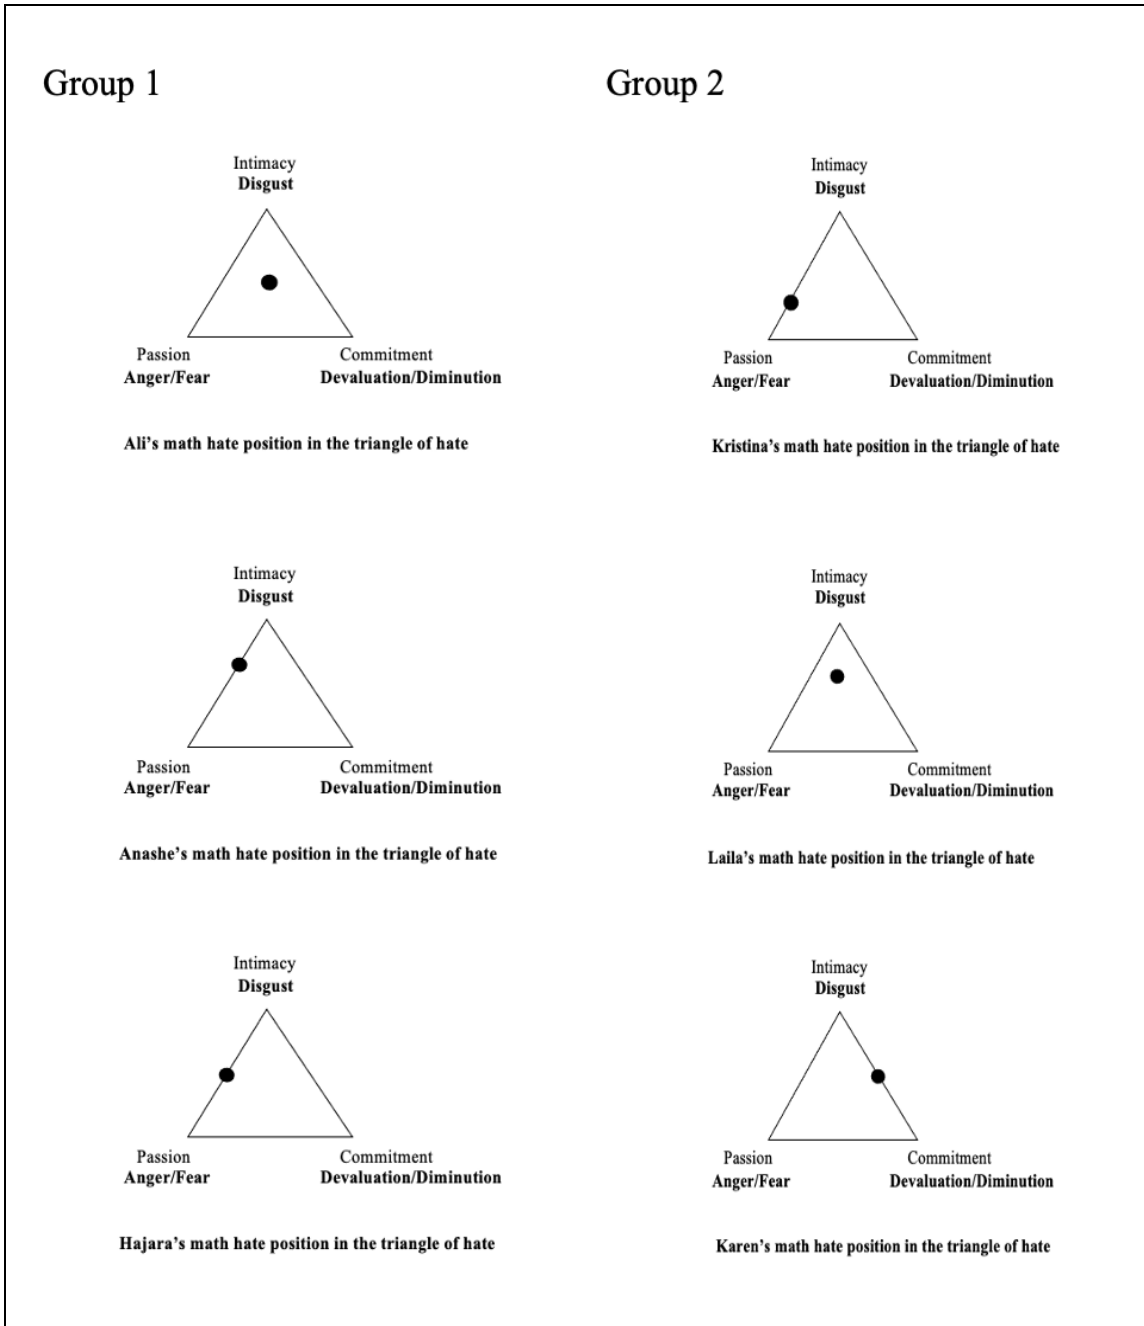 Group 1
Group 2
Intimacy
Disgust
Passion
Commitment
Anger/Fear
Devaluation/Diminution
Ali’s math hate position in the triangle of hate
Intimacy
Disgust
Passion
Commitment
Anger/Fear
Devaluation/Diminution
Kristina’s math hate position in the triangle of hate
Intimacy
Disgust
Passion
Commitment
Anger/Fear
Devaluation/Diminution
Anashe’s math hate position in the triangle of hate
Intimacy
Disgust
Passion
Commitment
Anger/Fear
Devaluation/Diminution
Laila’s math hate position in the triangle of hate
Intimacy
Disgust
Passion
Commitment
Anger/Fear
Devaluation/Diminution
Hajara’s math hate position in the triangle of hate
Intimacy
Disgust
Passion
Commitment
Anger/Fear
Devaluation/Diminution
Karen’s math hate position in the triangle of hate